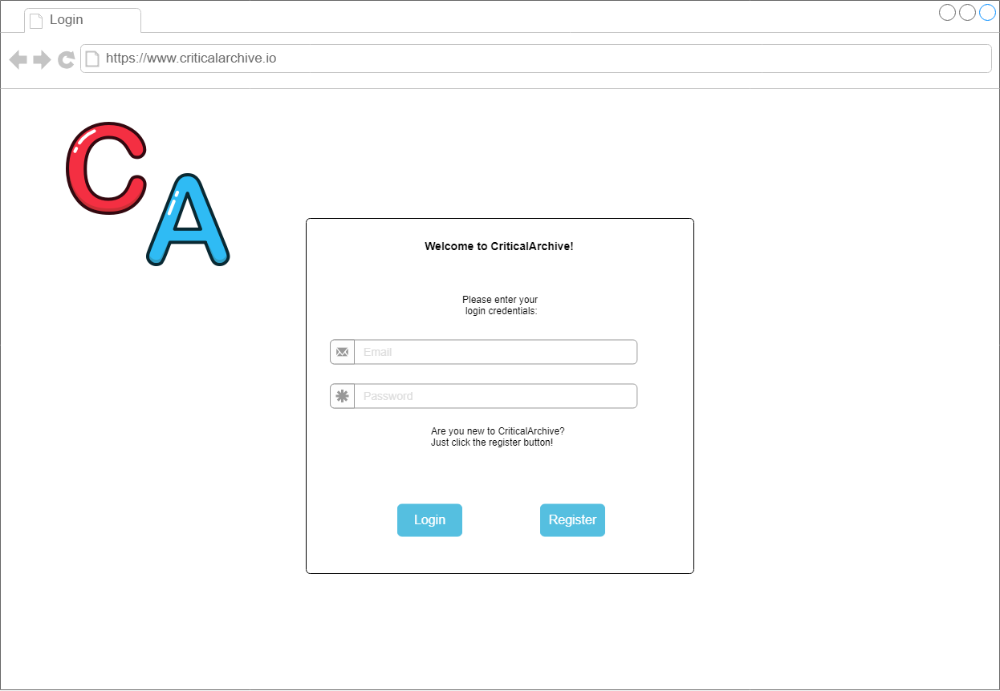 Login
https://www.criticalarchive.io
C
A
Welcome to CriticalArchive!
Please enter your
login credentials:
Email
Password
Are you new to CriticalArchive?
Just click the register button!
Login
Register